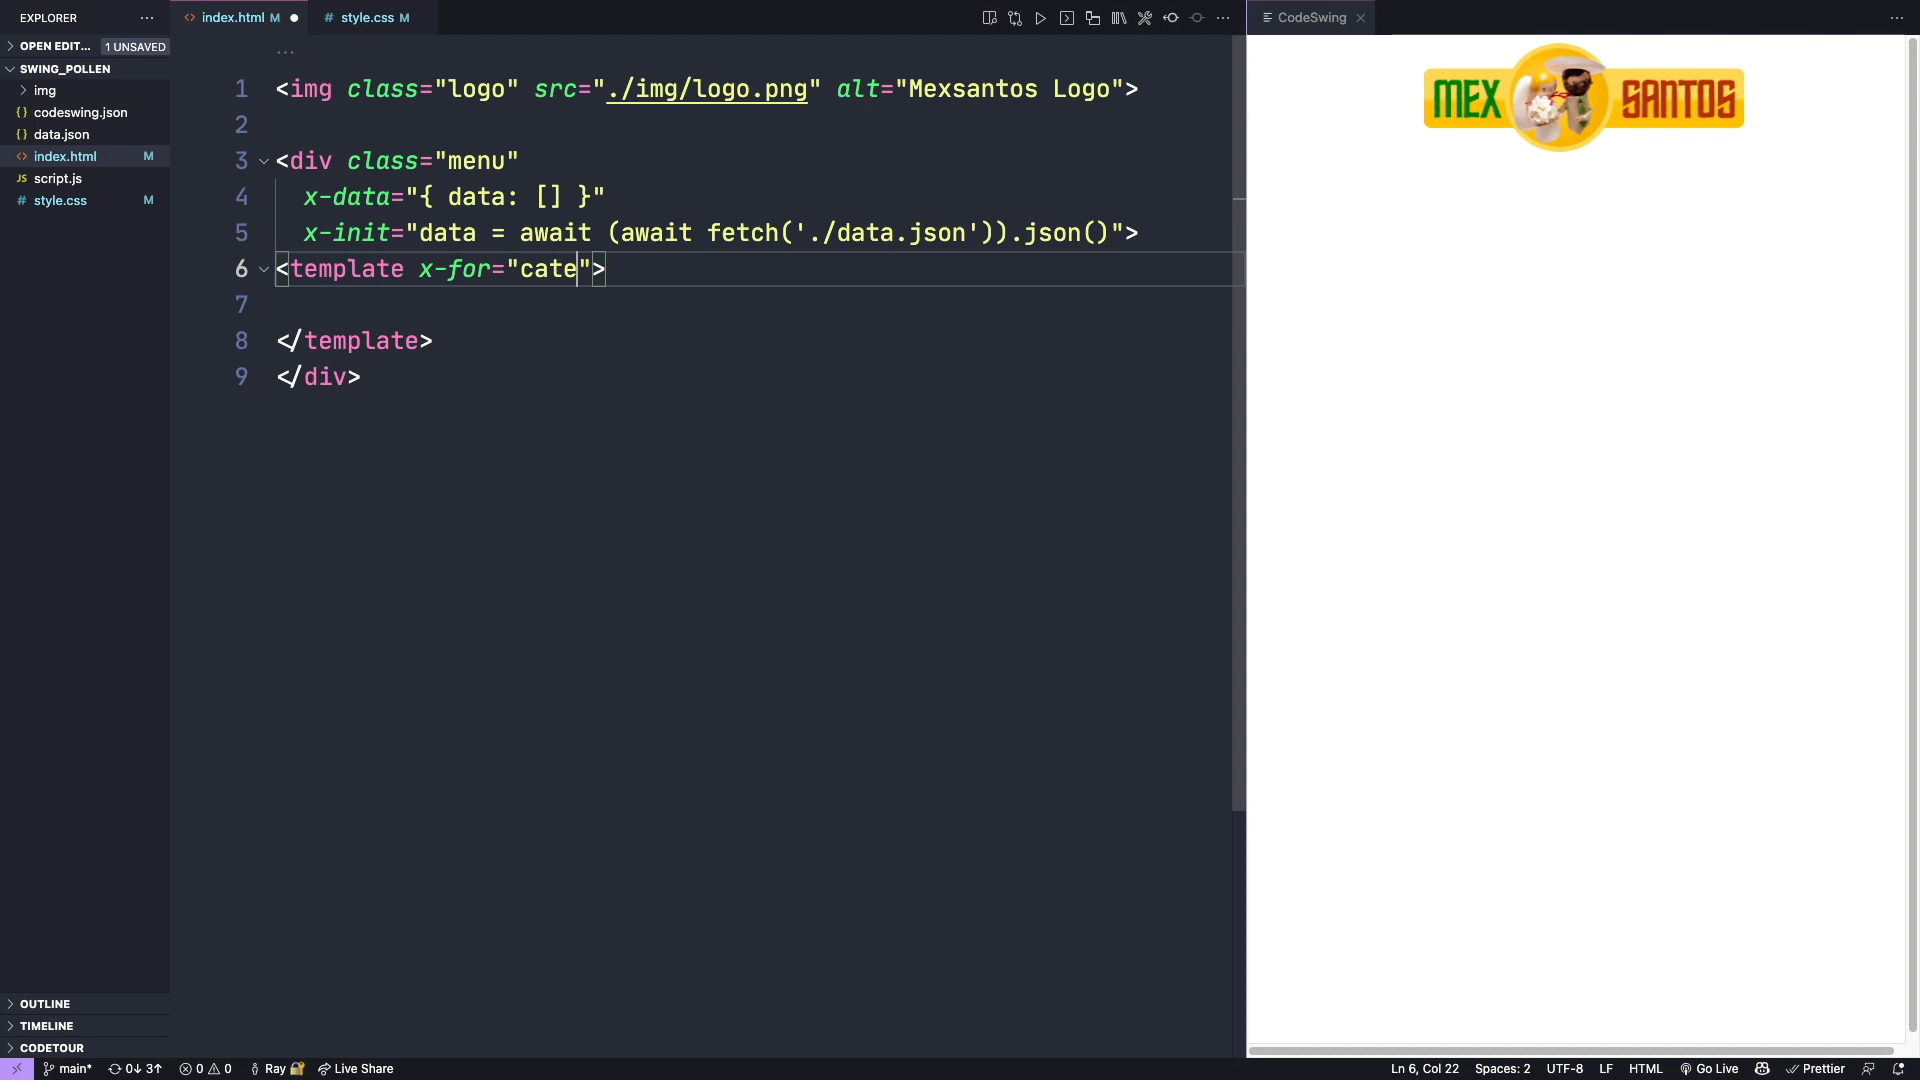 EXPLORER
index.html M
style.css M
CodeSwing
OPEN EDIT... 1 UNSAVED
SWING_POLLEN
img
codeswing.json
data.json
index.html M
script.js
style.css M
...
1 <img class="logo" src="./img/logo.png" alt="Mexsantos Logo">
2
3 <div class="menu"
4 x-data="{ data: [] }"
5 x-init="data = await (await fetch('./data.json')).json()">
6 <template x-for="cate">
7
8 </template>
9 </div>
MEX SANTOS
OUTLINE
TIMELINE
CODETOUR
main* 0↓ 3↑ 0 0 Ray Live Share
Ln 6, Col 22 Spaces: 2 UTF-8 LF HTML Go Live Prettier